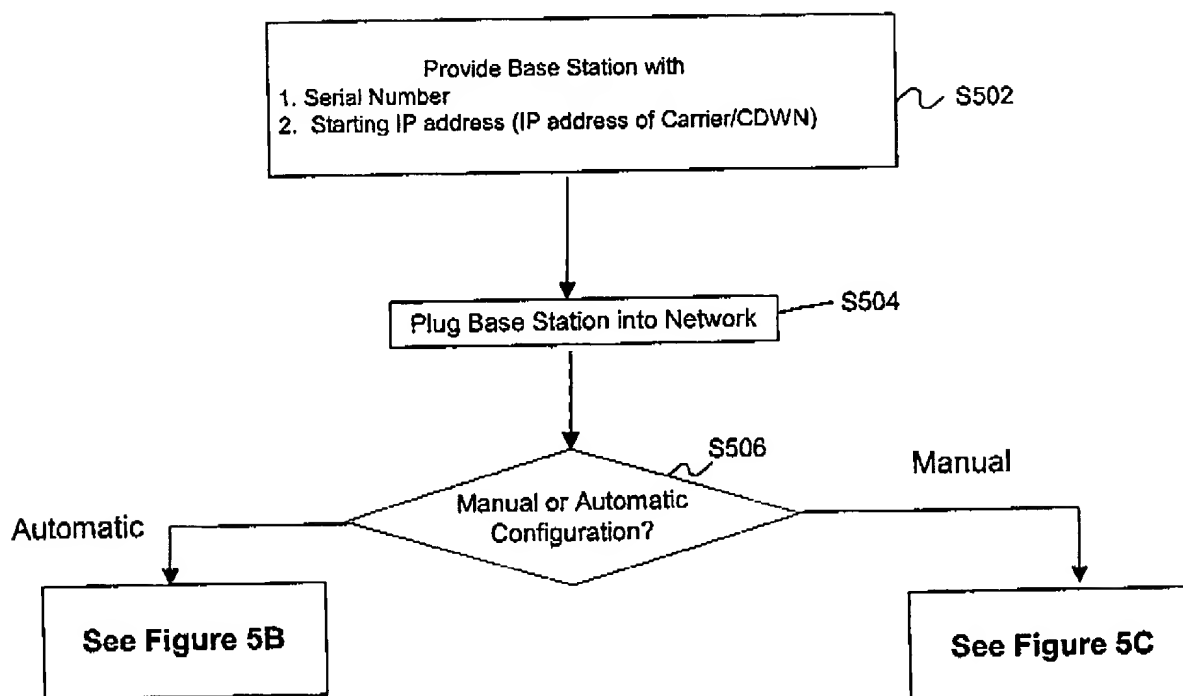 Provide Base Station with
1. Serial Number
2. Starting IP address (IP address of Carrier/CDWN)
S502
Plug Base Station into Network
S504
S506
Manual or Automatic
Configuration?
Automatic
Manual
See Figure 5B
See Figure 5C